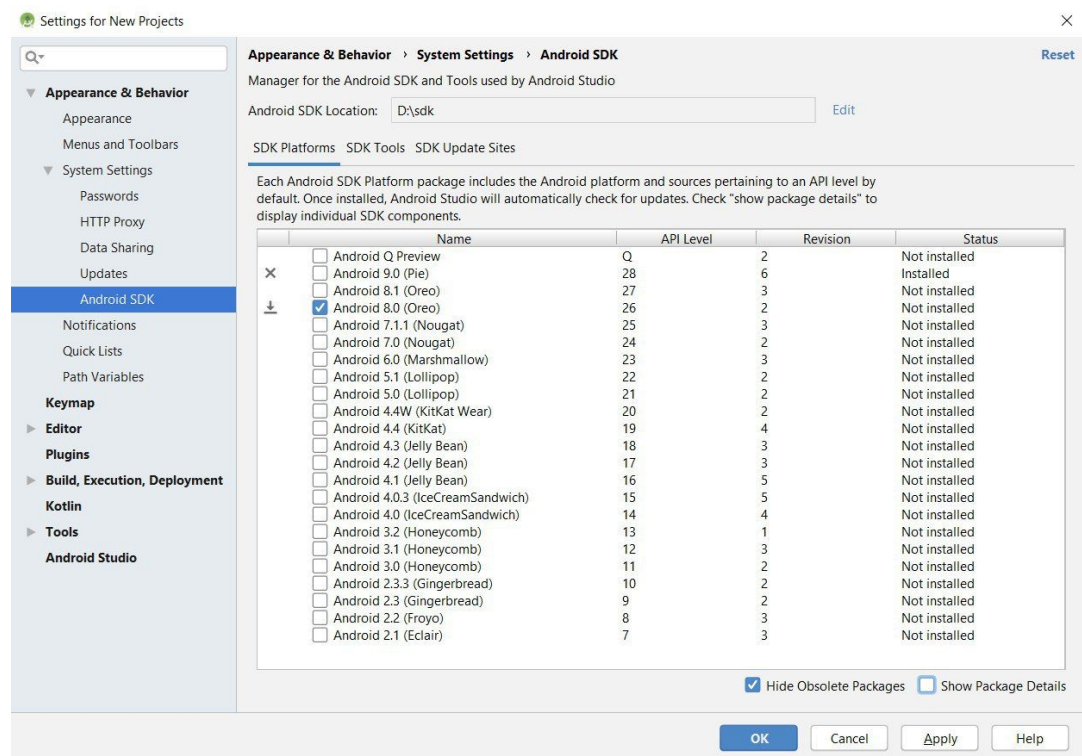 Settings for New Projects
Appearance & Behavior
Appearance
Menus and Toolbars
System Settings
Passwords
HTTP Proxy
Data Sharing
Updates
Android SDK
Notifications
Quick Lists
Path Variables
Keymap
Editor
Plugins
Build, Execution, Deployment
Kotlin
Tools
Android Studio
Appearance & Behavior › System Settings › Android SDK Reset
Manager for the Android SDK and Tools used by Android Studio
Android SDK Location: D:\sdk Edit
SDK Platforms SDK Tools SDK Update Sites
Each Android SDK Platform package includes the Android platform and sources pertaining to an API level by
default. Once installed, Android Studio will automatically check for updates. Check "show package details" to
display individual SDK components.
Name API Level Revision Status
Android Q Preview Q 2 Not installed
Android 9.0 (Pie) 28 6 Installed
Android 8.1 (Oreo) 27 3 Not installed
Android 8.0 (Oreo) 26 2 Not installed
Android 7.1.1 (Nougat) 25 3 Not installed
Android 7.0 (Nougat) 24 2 Not installed
Android 6.0 (Marshmallow) 23 3 Not installed
Android 5.1 (Lollipop) 22 2 Not installed
Android 5.0 (Lollipop) 21 2 Not installed
Android 4.4W (KitKat Wear) 20 2 Not installed
Android 4.4 (KitKat) 19 4 Not installed
Android 4.3 (Jelly Bean) 18 3 Not installed
Android 4.2 (Jelly Bean) 17 3 Not installed
Android 4.1 (Jelly Bean) 16 5 Not installed
Android 4.0.3 (IceCreamSandwich) 15 5 Not installed
Android 4.0 (IceCreamSandwich) 14 4 Not installed
Android 3.2 (Honeycomb) 13 1 Not installed
Android 3.1 (Honeycomb) 12 3 Not installed
Android 3.0 (Honeycomb) 11 2 Not installed
Android 2.3.3 (Gingerbread) 10 2 Not installed
Android 2.3 (Gingerbread) 9 2 Not installed
Android 2.2 (Froyo) 8 3 Not installed
Android 2.1 (Eclair) 7 3 Not installed
Hide Obsolete Packages Show Package Details
OK Cancel Apply Help